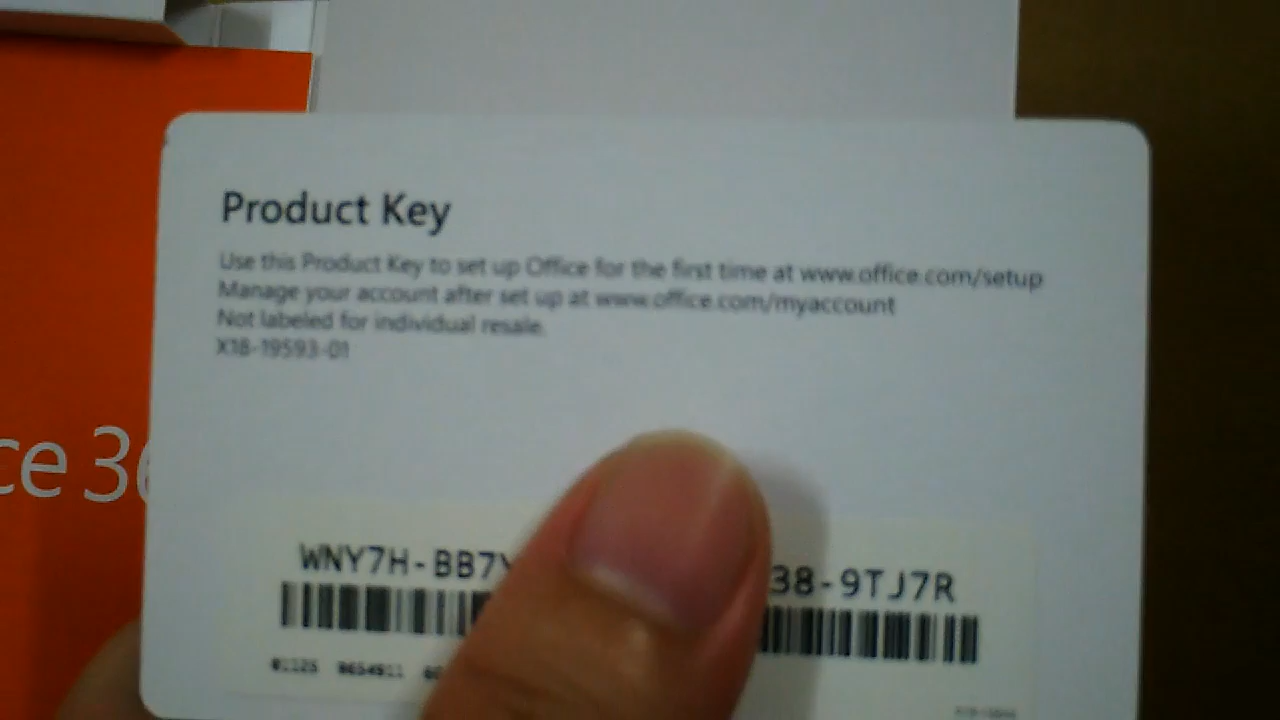 Product Key
Use this Product Key to set up Office for the first time at www.office.com/setup
Manage your account after set up at www.office.com/myaccount
Not labeled for individual resale.
X18-19593-01
ce 36
WNY7H-BB7Y 38-9TJ7R